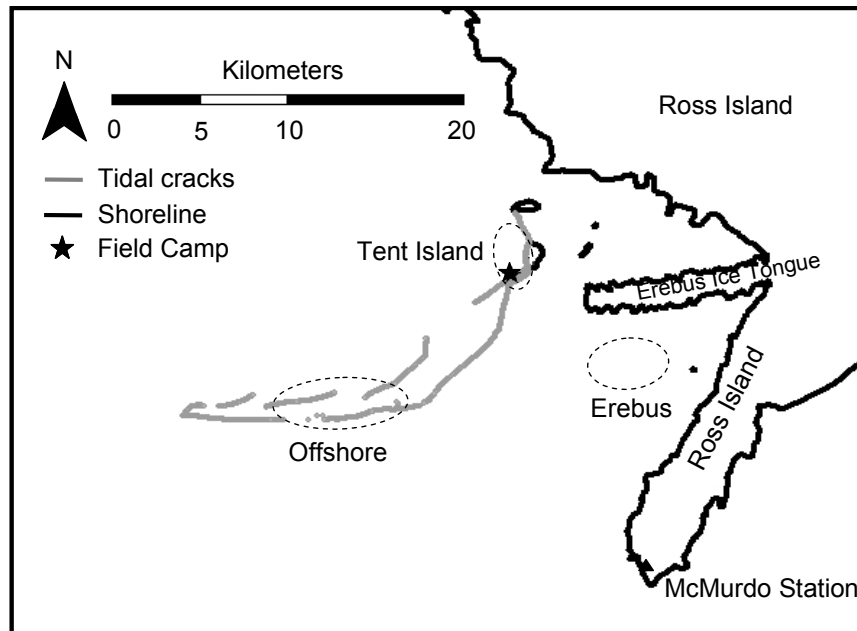 N
Kilometers
0 5 10 20
Tidal cracks
Shoreline
Field Camp
Ross Island
Tent Island
Erebus Ice Tongue
Erebus
Ross Island
Offshore
McMurdo Station